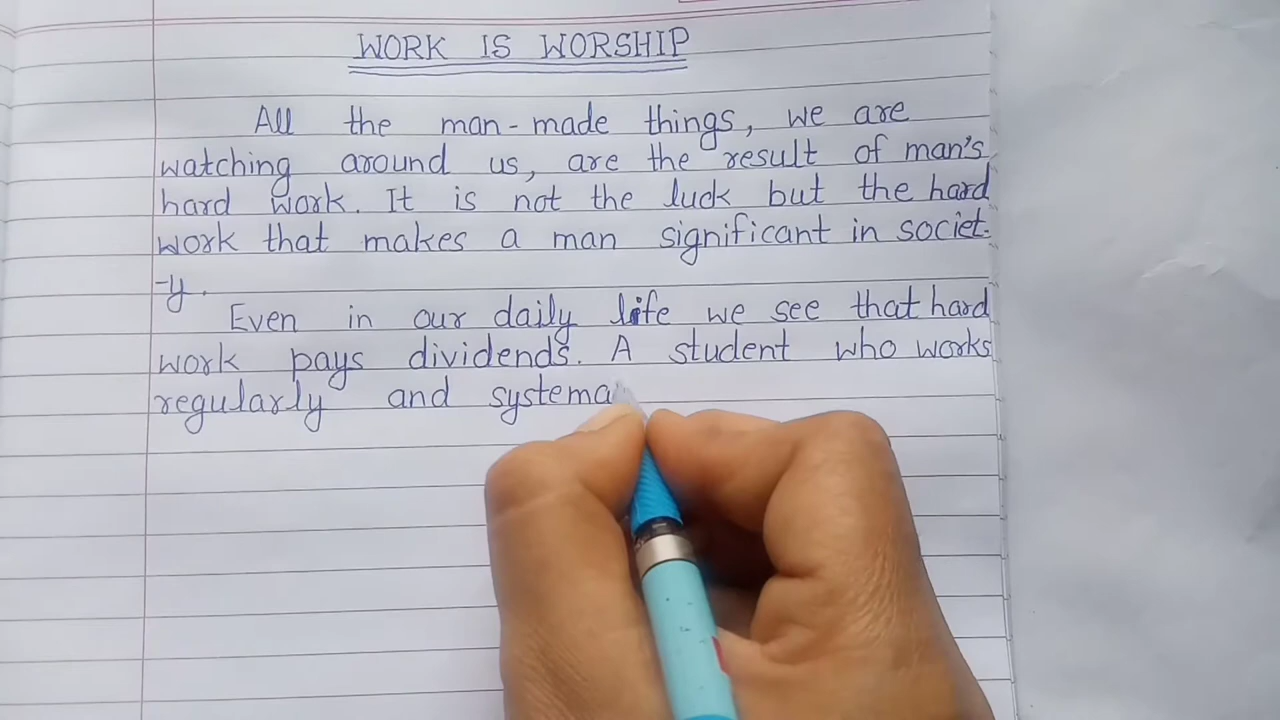 WORK IS WORSHIP
All the man-made things, we are
watching around us, are the result of man's
hard work. It is not the luck but the hard
work that makes a man significant in societ-
-y.
Even in our daily life we see that hard
work pays dividends. A student who works
regularly and systema